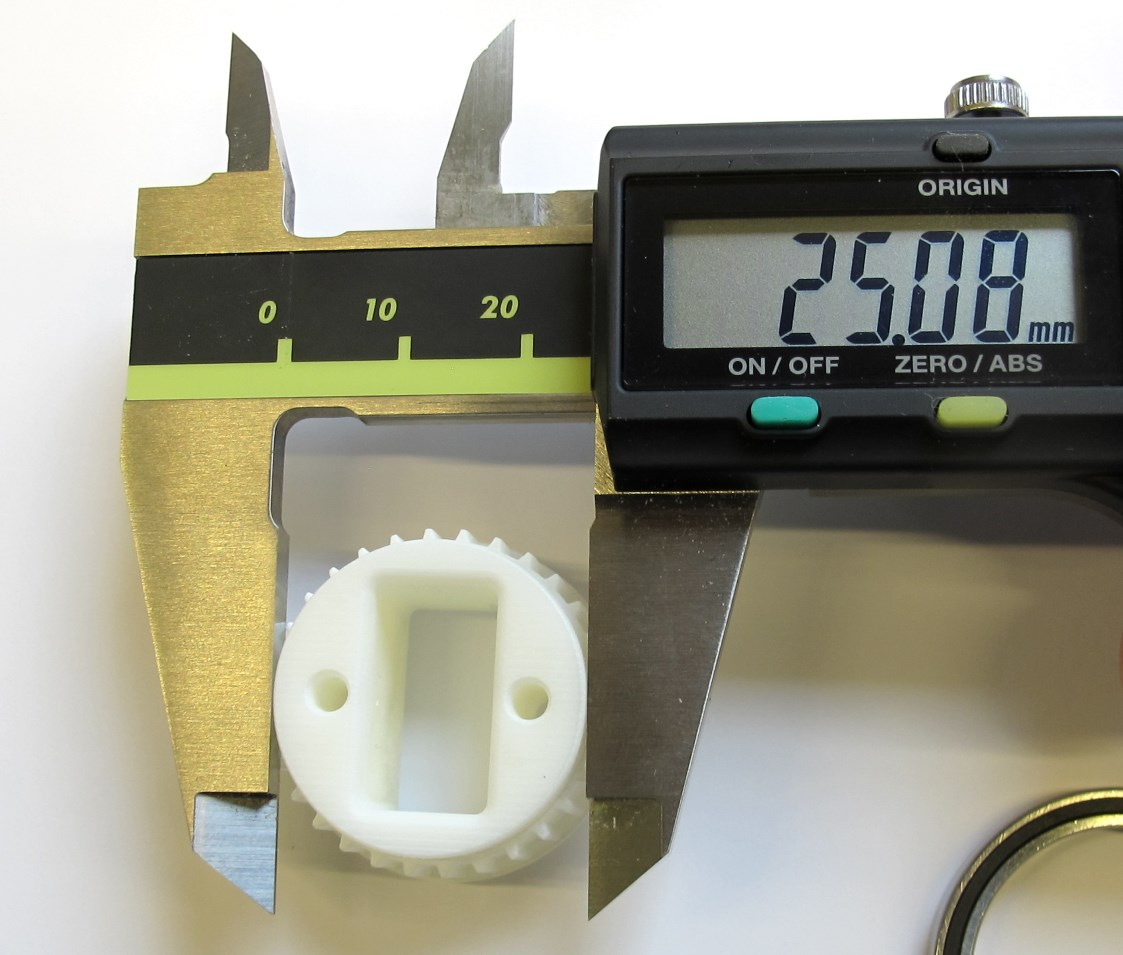 ORIGIN
25.08 mm
ON / OFF ZERO / ABS
0 10 20